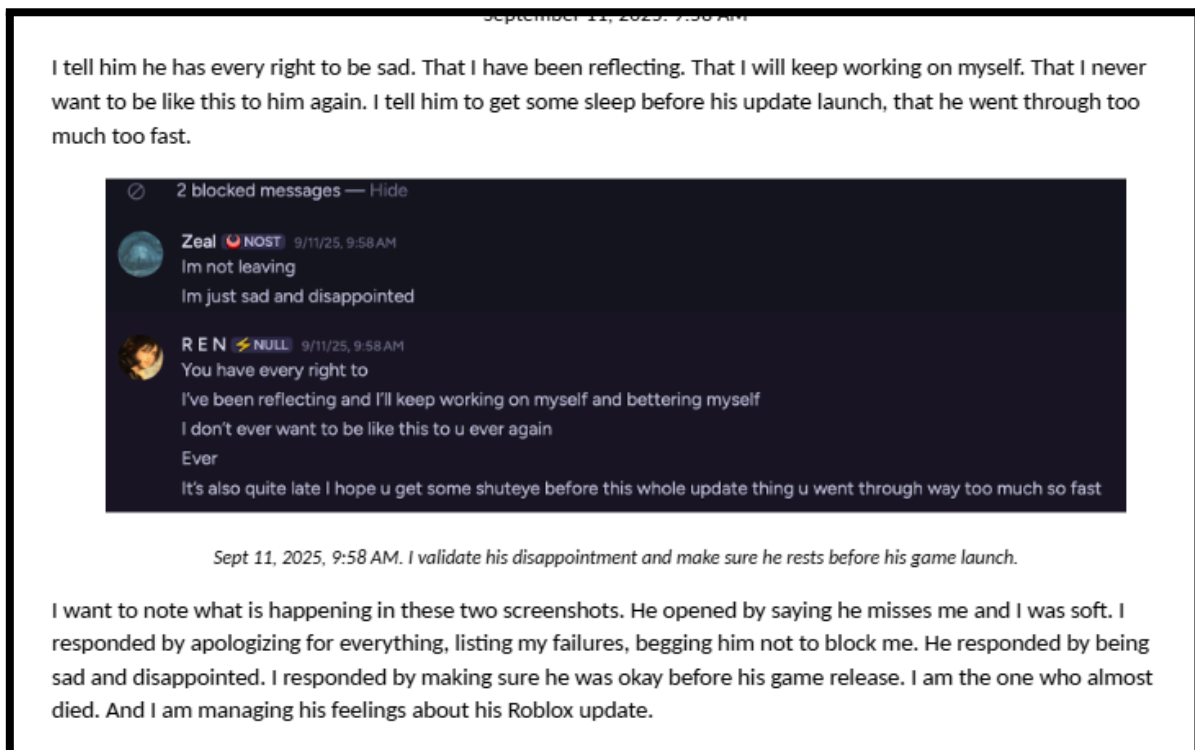 September 11, 2025. 9:58 AM
I tell him he has every right to be sad. That I have been reflecting. That I will keep working on myself. That I never
want to be like this to him again. I tell him to get some sleep before his update launch, that he went through too
much too fast.
2 blocked messages — Hide
Zeal NOST 9/11/25, 9:58 AM
Im not leaving
Im just sad and disappointed
R E N NULL 9/11/25, 9:58 AM
You have every right to
I've been reflecting and I'll keep working on myself and bettering myself
I don't ever want to be like this to u ever again
Ever
It's also quite late I hope u get some shuteye before this whole update thing u went through way too much so fast
Sept 11, 2025, 9:58 AM. I validate his disappointment and make sure he rests before his game launch.
I want to note what is happening in these two screenshots. He opened by saying he misses me and I was soft. I
responded by apologizing for everything, listing my failures, begging him not to block me. He responded by being
sad and disappointed. I responded by making sure he was okay before his game release. I am the one who almost
died. And I am managing his feelings about his Roblox update.